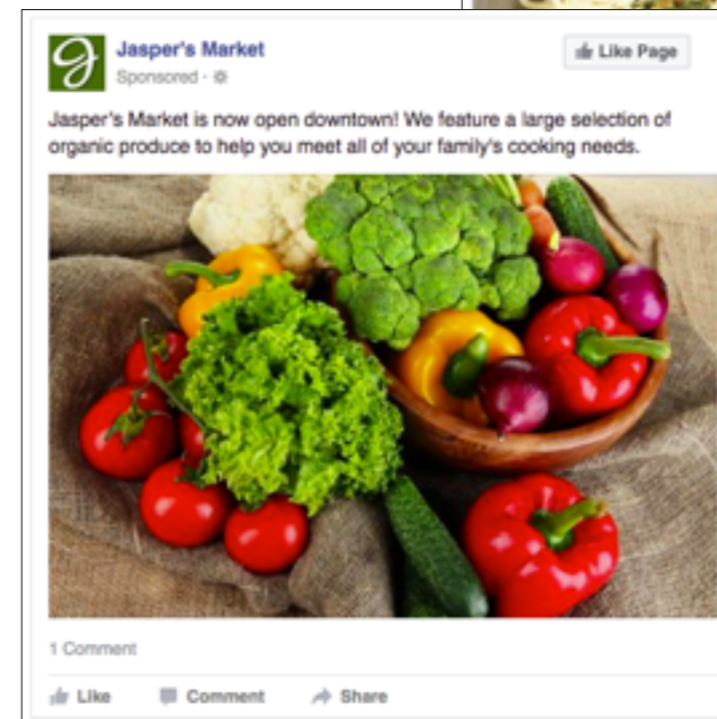 Jasper's Market
Like Page
Sponsored ·
Jasper's Market is now open downtown! We feature a large selection of
organic produce to help you meet all of your family's cooking needs.
1 Comment
Like Comment Share